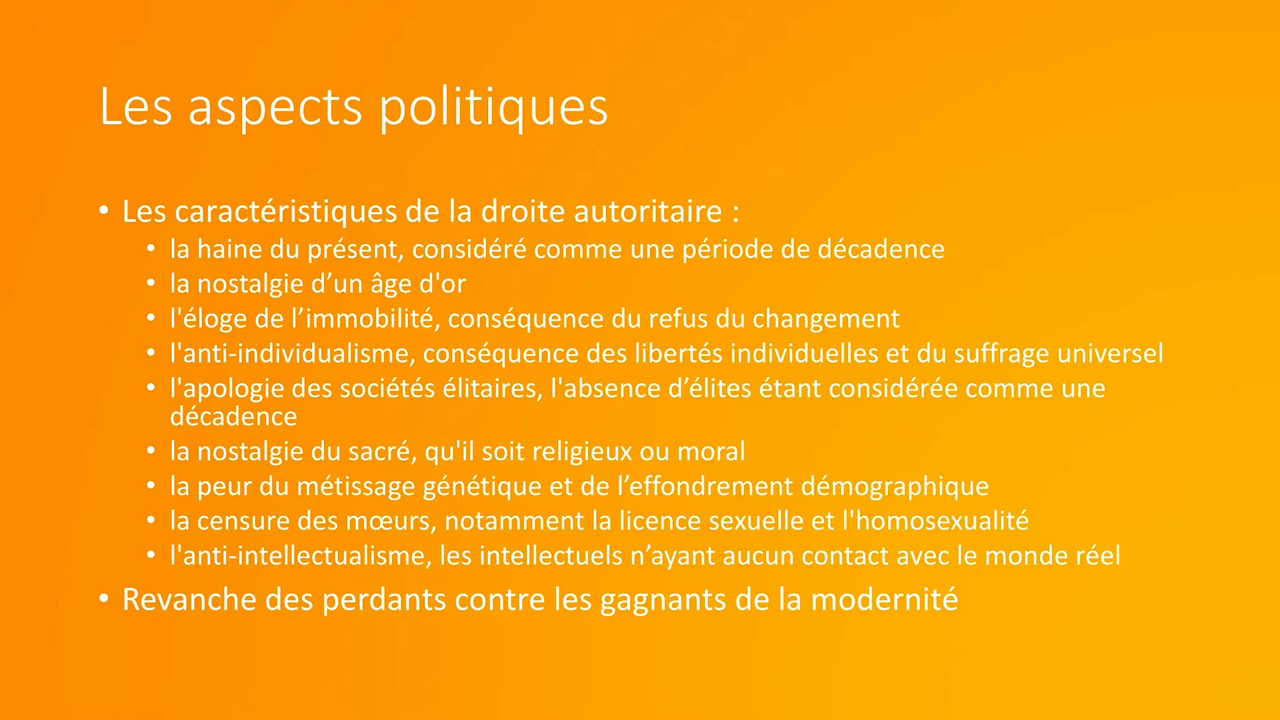 Les aspects politiques
• Les caractéristiques de la droite autoritaire :
• la haine du présent, considéré comme une période de décadence
• la nostalgie d’un âge d'or
• l'éloge de l’immobilité, conséquence du refus du changement
• l'anti-individualisme, conséquence des libertés individuelles et du suffrage universel
• l'apologie des sociétés élitaires, l'absence d’élites étant considérée comme une
décadence
• la nostalgie du sacré, qu'il soit religieux ou moral
• la peur du métissage génétique et de l’effondrement démographique
• la censure des mœurs, notamment la licence sexuelle et l'homosexualité
• l'anti-intellectualisme, les intellectuels n’ayant aucun contact avec le monde réel
• Revanche des perdants contre les gagnants de la modernité